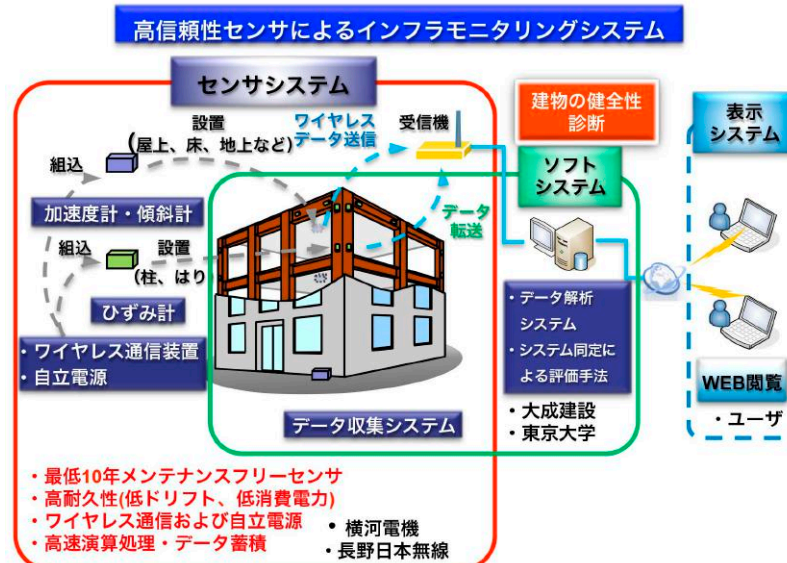 高信頼性センサによるインフラモニタリングシステム
センサシステム
組込
設置
(屋上、床、地上など)
ワイヤレス
データ送信
受信機
加速度計・傾斜計
組込
設置
(柱、はり)
データ
転送
ひずみ計
・ワイヤレス通信装置
・自立電源
データ収集システム
・最低10年メンテナンスフリーセンサ
・高耐久性(低ドリフト、低消費電力)
・ワイヤレス通信および自立電源
・高速演算処理・データ蓄積
・横河電機
・長野日本無線
建物の健全性
診断
ソフト
システム
・データ解析
システム
・システム同定に
よる評価手法
・大成建設
・東京大学
表示
システム
WEB閲覧
・ユーザ